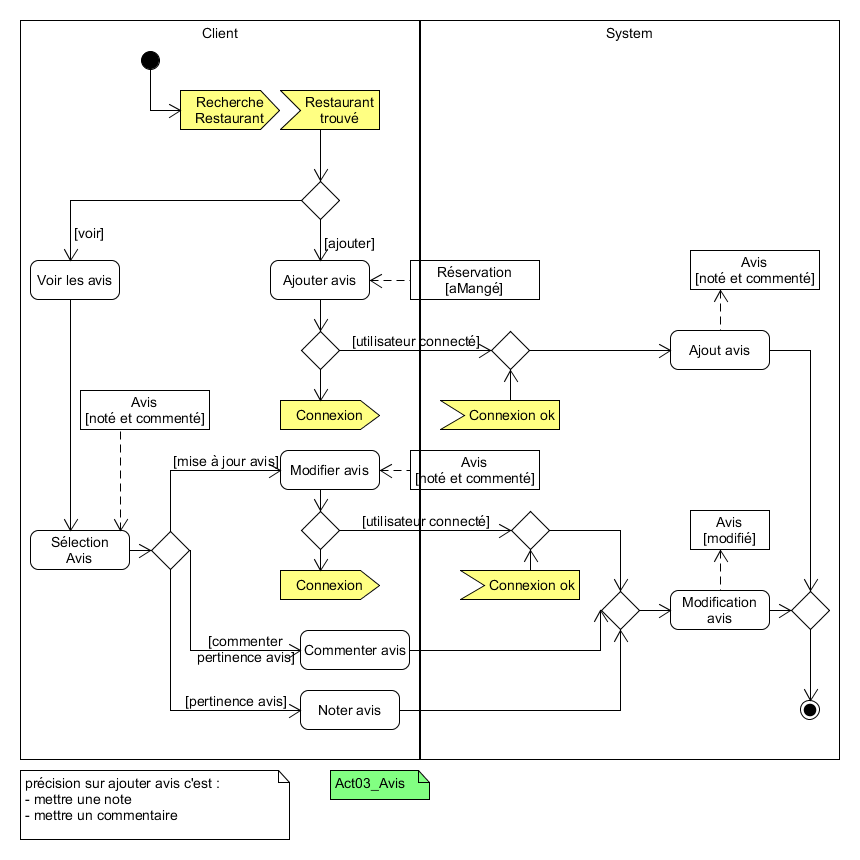 Client
System
Recherche
Restaurant
Restaurant
trouvé
[voir]
[ajouter]
Voir les avis
Ajouter avis
Réservation
[aMangé]
Avis
[noté et commenté]
[utilisateur connecté]
Ajout avis
Avis
[noté et commenté]
Connexion
Connexion ok
[mise à jour avis]
Modifier avis
Avis
[noté et commenté]
[utilisateur connecté]
Avis
[modifié]
Sélection
Avis
Connexion
Connexion ok
Modification
avis
[commenter
pertinence avis]
Commenter avis
[pertinence avis]
Noter avis
précision sur ajouter avis c'est :
- mettre une note
- mettre un commentaire
Act03_Avis